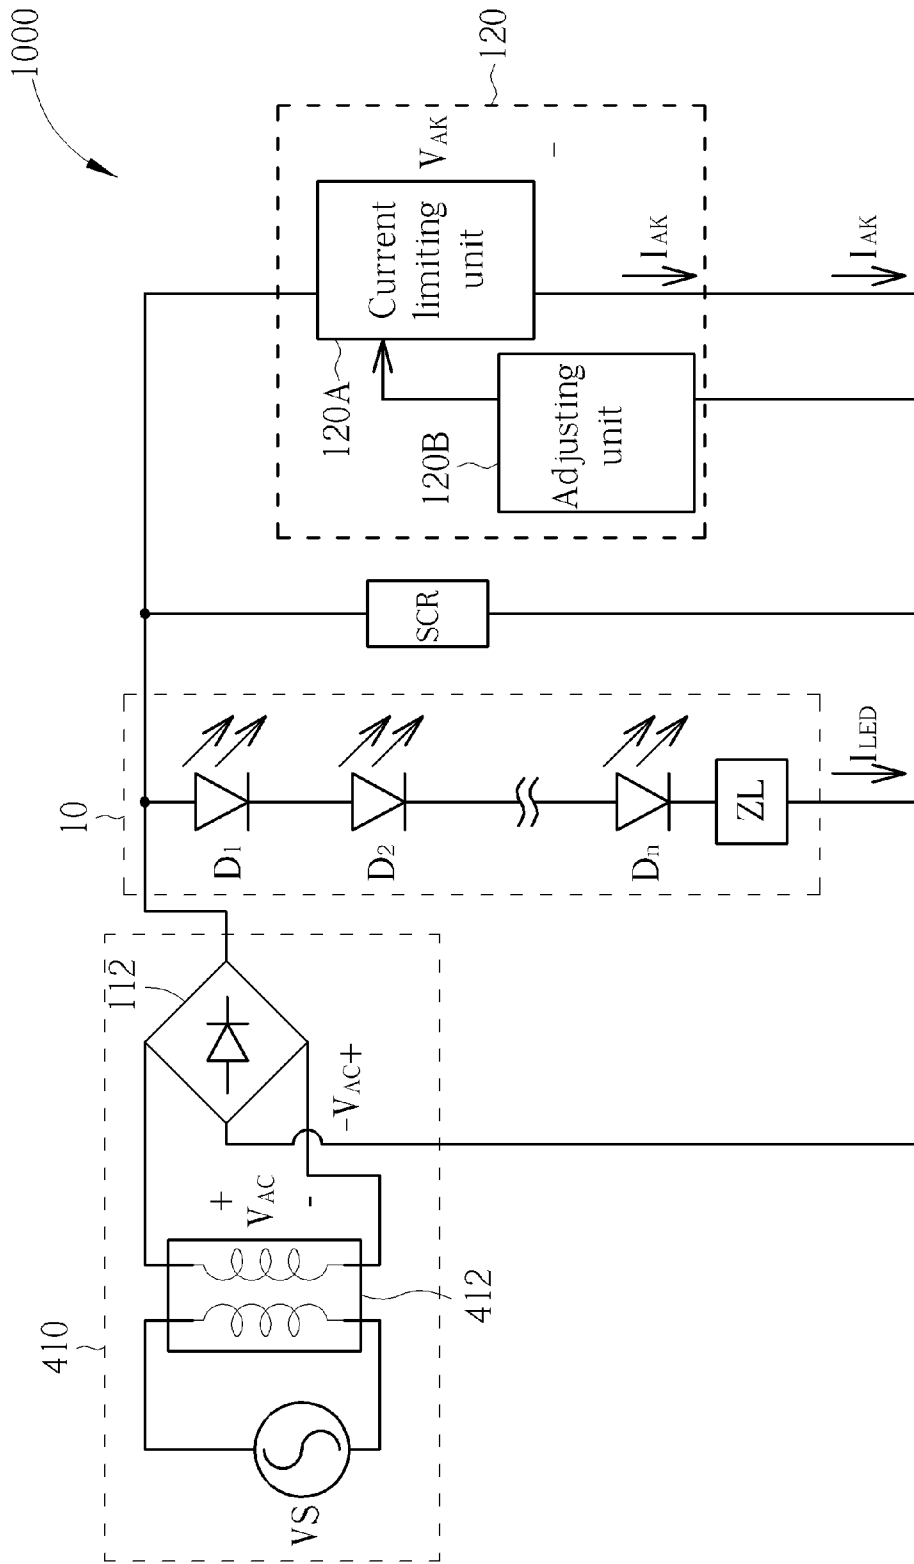 1000
120
VAK
-
Current
limiting
unit
120A
IAK
IAK
Adjusting
unit
120B
SCR
10
D1
D2
Dn
ZL
ILED
112
-VAC+
+
VAC
-
410
412
VS